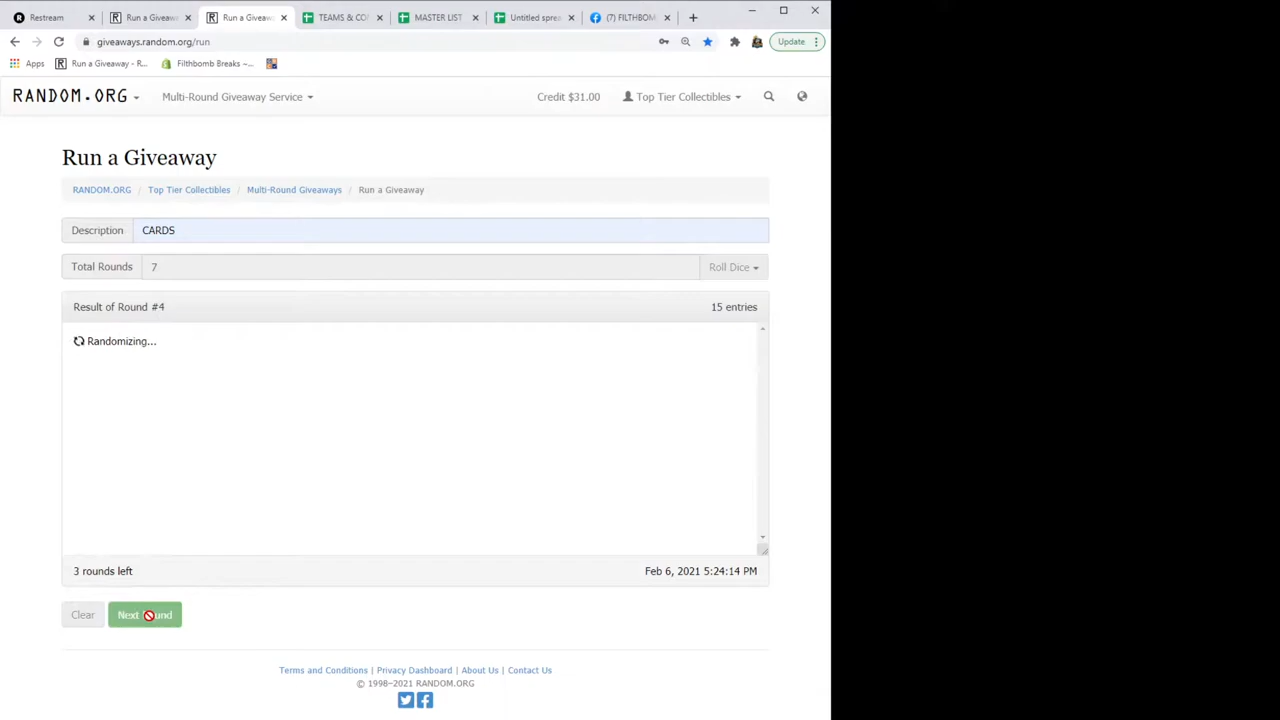 Restream
Run a Giveaw
Run a Giveaw
TEAMS & CO
MASTER LIST
Untitled sprea
(7) FILTHBOM
giveaways.random.org/run
Update
Apps
Run a Giveaway - R...
Filthbomb Breaks ~...
RANDOM.ORG
Multi-Round Giveaway Service
Credit $31.00
Top Tier Collectibles
Run a Giveaway
RANDOM.ORG / Top Tier Collectibles / Multi-Round Giveaways / Run a Giveaway
Description CARDS
Total Rounds 7 Roll Dice
Result of Round #4 15 entries
Randomizing...
3 rounds left Feb 6, 2021 5:24:14 PM
Clear Next
Terms and Conditions | Privacy Dashboard | About Us | Contact Us
© 1998–2021 RANDOM.ORG